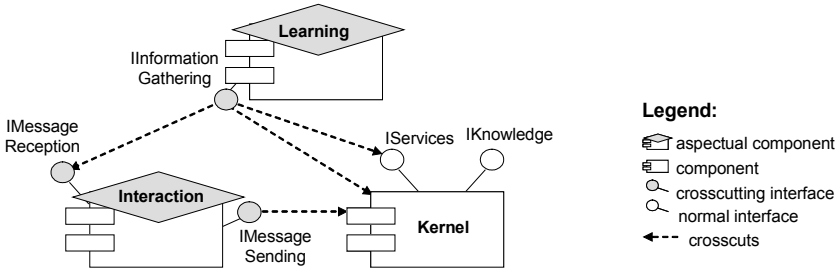 Learning
IInformation
Gathering
IMessage
Reception
IServices
IKnowledge
Interaction
IMessage
Sending
Kernel
Legend:
aspectual component
component
crosscutting interface
normal interface
crosscuts